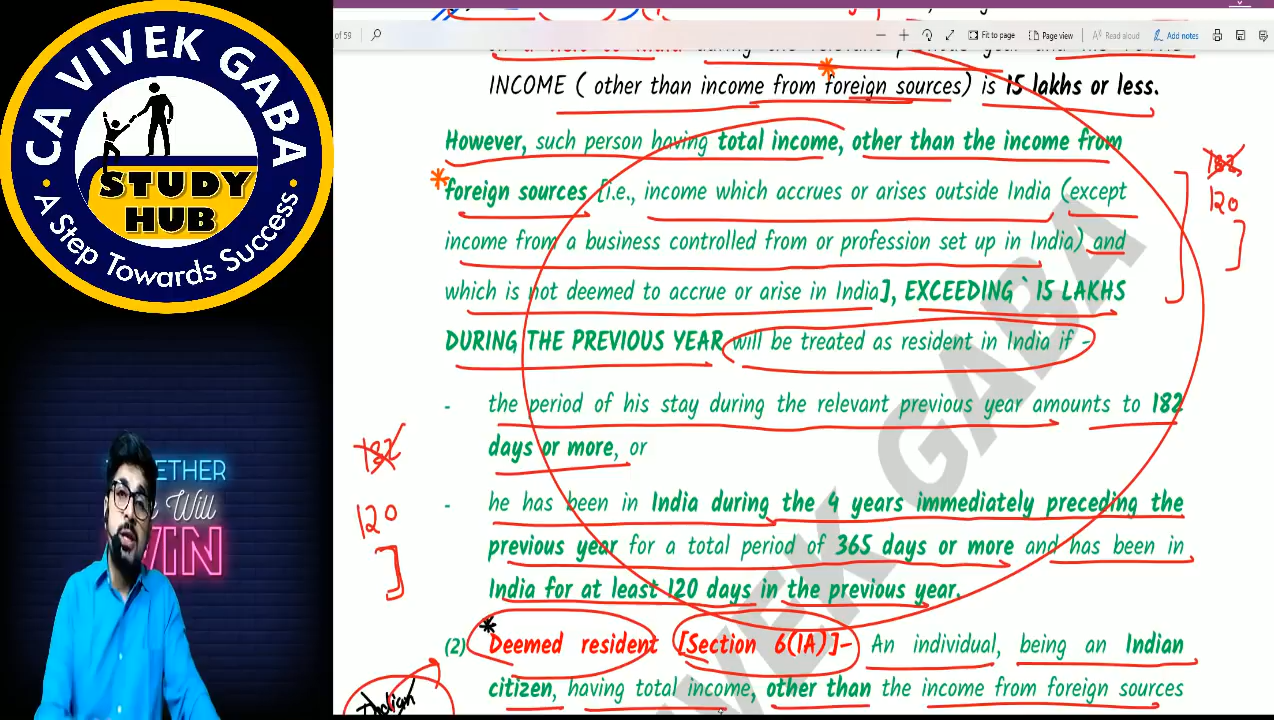 CA VIVEK GABA
STUDY
HUB
A Step Towards Success
TOGETHER
We Will
WIN
of 59
Fit to page
Page view
Read aloud
Add notes
INCOME ( other than income from foreign sources) is 15 lakhs or less.
However, such person having total income, other than the income from
foreign sources [i.e., income which accrues or arises outside India (except
income from a business controlled from or profession set up in India) and
which is not deemed to accrue or arise in India], EXCEEDING ` 15 LAKHS
DURING THE PREVIOUS YEAR will be treated as resident in India if -
182
120
- the period of his stay during the relevant previous year amounts to 182
days or more, or
182
120
- he has been in India during the 4 years immediately preceding the
previous year for a total period of 365 days or more and has been in
India for at least 120 days in the previous year.
(2) Deemed resident [Section 6(1A)]- An individual, being an Indian
citizen, having total income, other than the income from foreign sources
Indian
VIVEK GABA